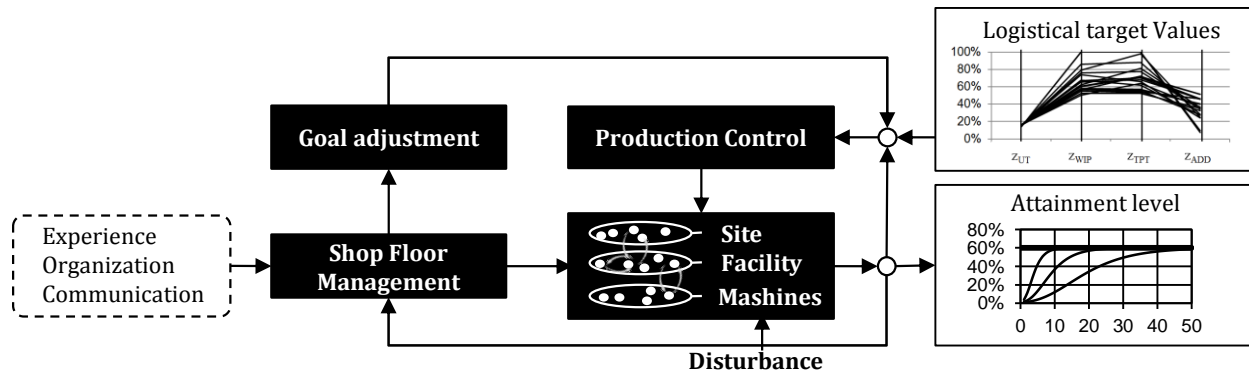 Logistical target Values
100%
80%
60%
40%
20%
0%
zUT zWIP zTPT zADD
Goal adjustment
Production Control
Experience
Organization
Communication
Shop Floor
Management
Site
Facility
Mashines
Disturbance
Attainment level
80%
60%
40%
20%
0%
0 10 20 30 40 50